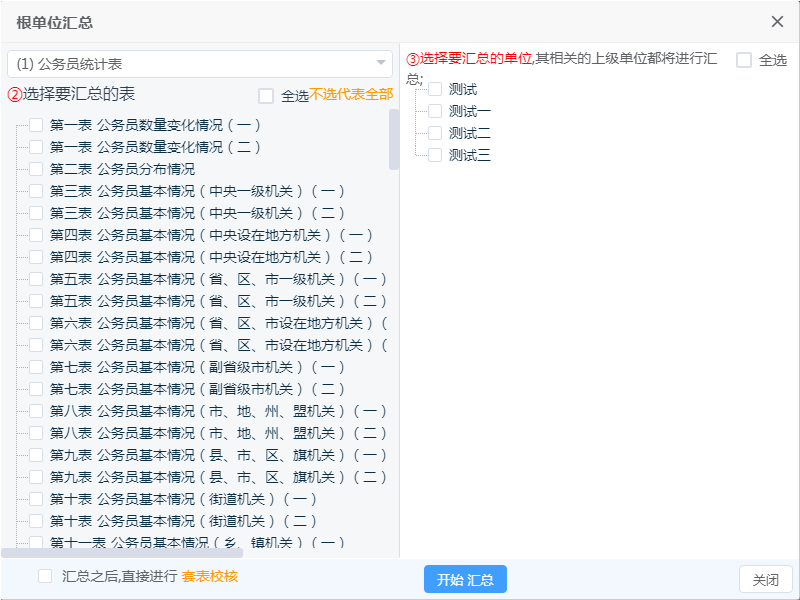 根单位汇总
(1) 公务员统计表
②选择要汇总的表
全选不选代表全部
第一表 公务员数量变化情况（一）
第一表 公务员数量变化情况（二）
第二表 公务员分布情况
第三表 公务员基本情况（中央一级机关）（一）
第三表 公务员基本情况（中央一级机关）（二）
第四表 公务员基本情况（中央设在地方机关）（一）
第四表 公务员基本情况（中央设在地方机关）（二）
第五表 公务员基本情况（省、区、市一级机关）（一）
第五表 公务员基本情况（省、区、市一级机关）（二）
第六表 公务员基本情况（省、区、市设在地方机关）（
第六表 公务员基本情况（省、区、市设在地方机关）（
第七表 公务员基本情况（副省级市机关）（一）
第七表 公务员基本情况（副省级市机关）（二）
第八表 公务员基本情况（市、地、州、盟机关）（一）
第八表 公务员基本情况（市、地、州、盟机关）（二）
第九表 公务员基本情况（县、市、区、旗机关）（一）
第九表 公务员基本情况（县、市、区、旗机关）（二）
第十表 公务员基本情况（街道机关）（一）
第十表 公务员基本情况（街道机关）（二）
第十一表 公务员基本情况（乡、镇机关）（一）
③选择要汇总的单位,其相关的上级单位都将进行汇
总;
全选
测试
测试一
测试二
测试三
汇总之后,直接进行 套表校核
开始 汇总
关闭